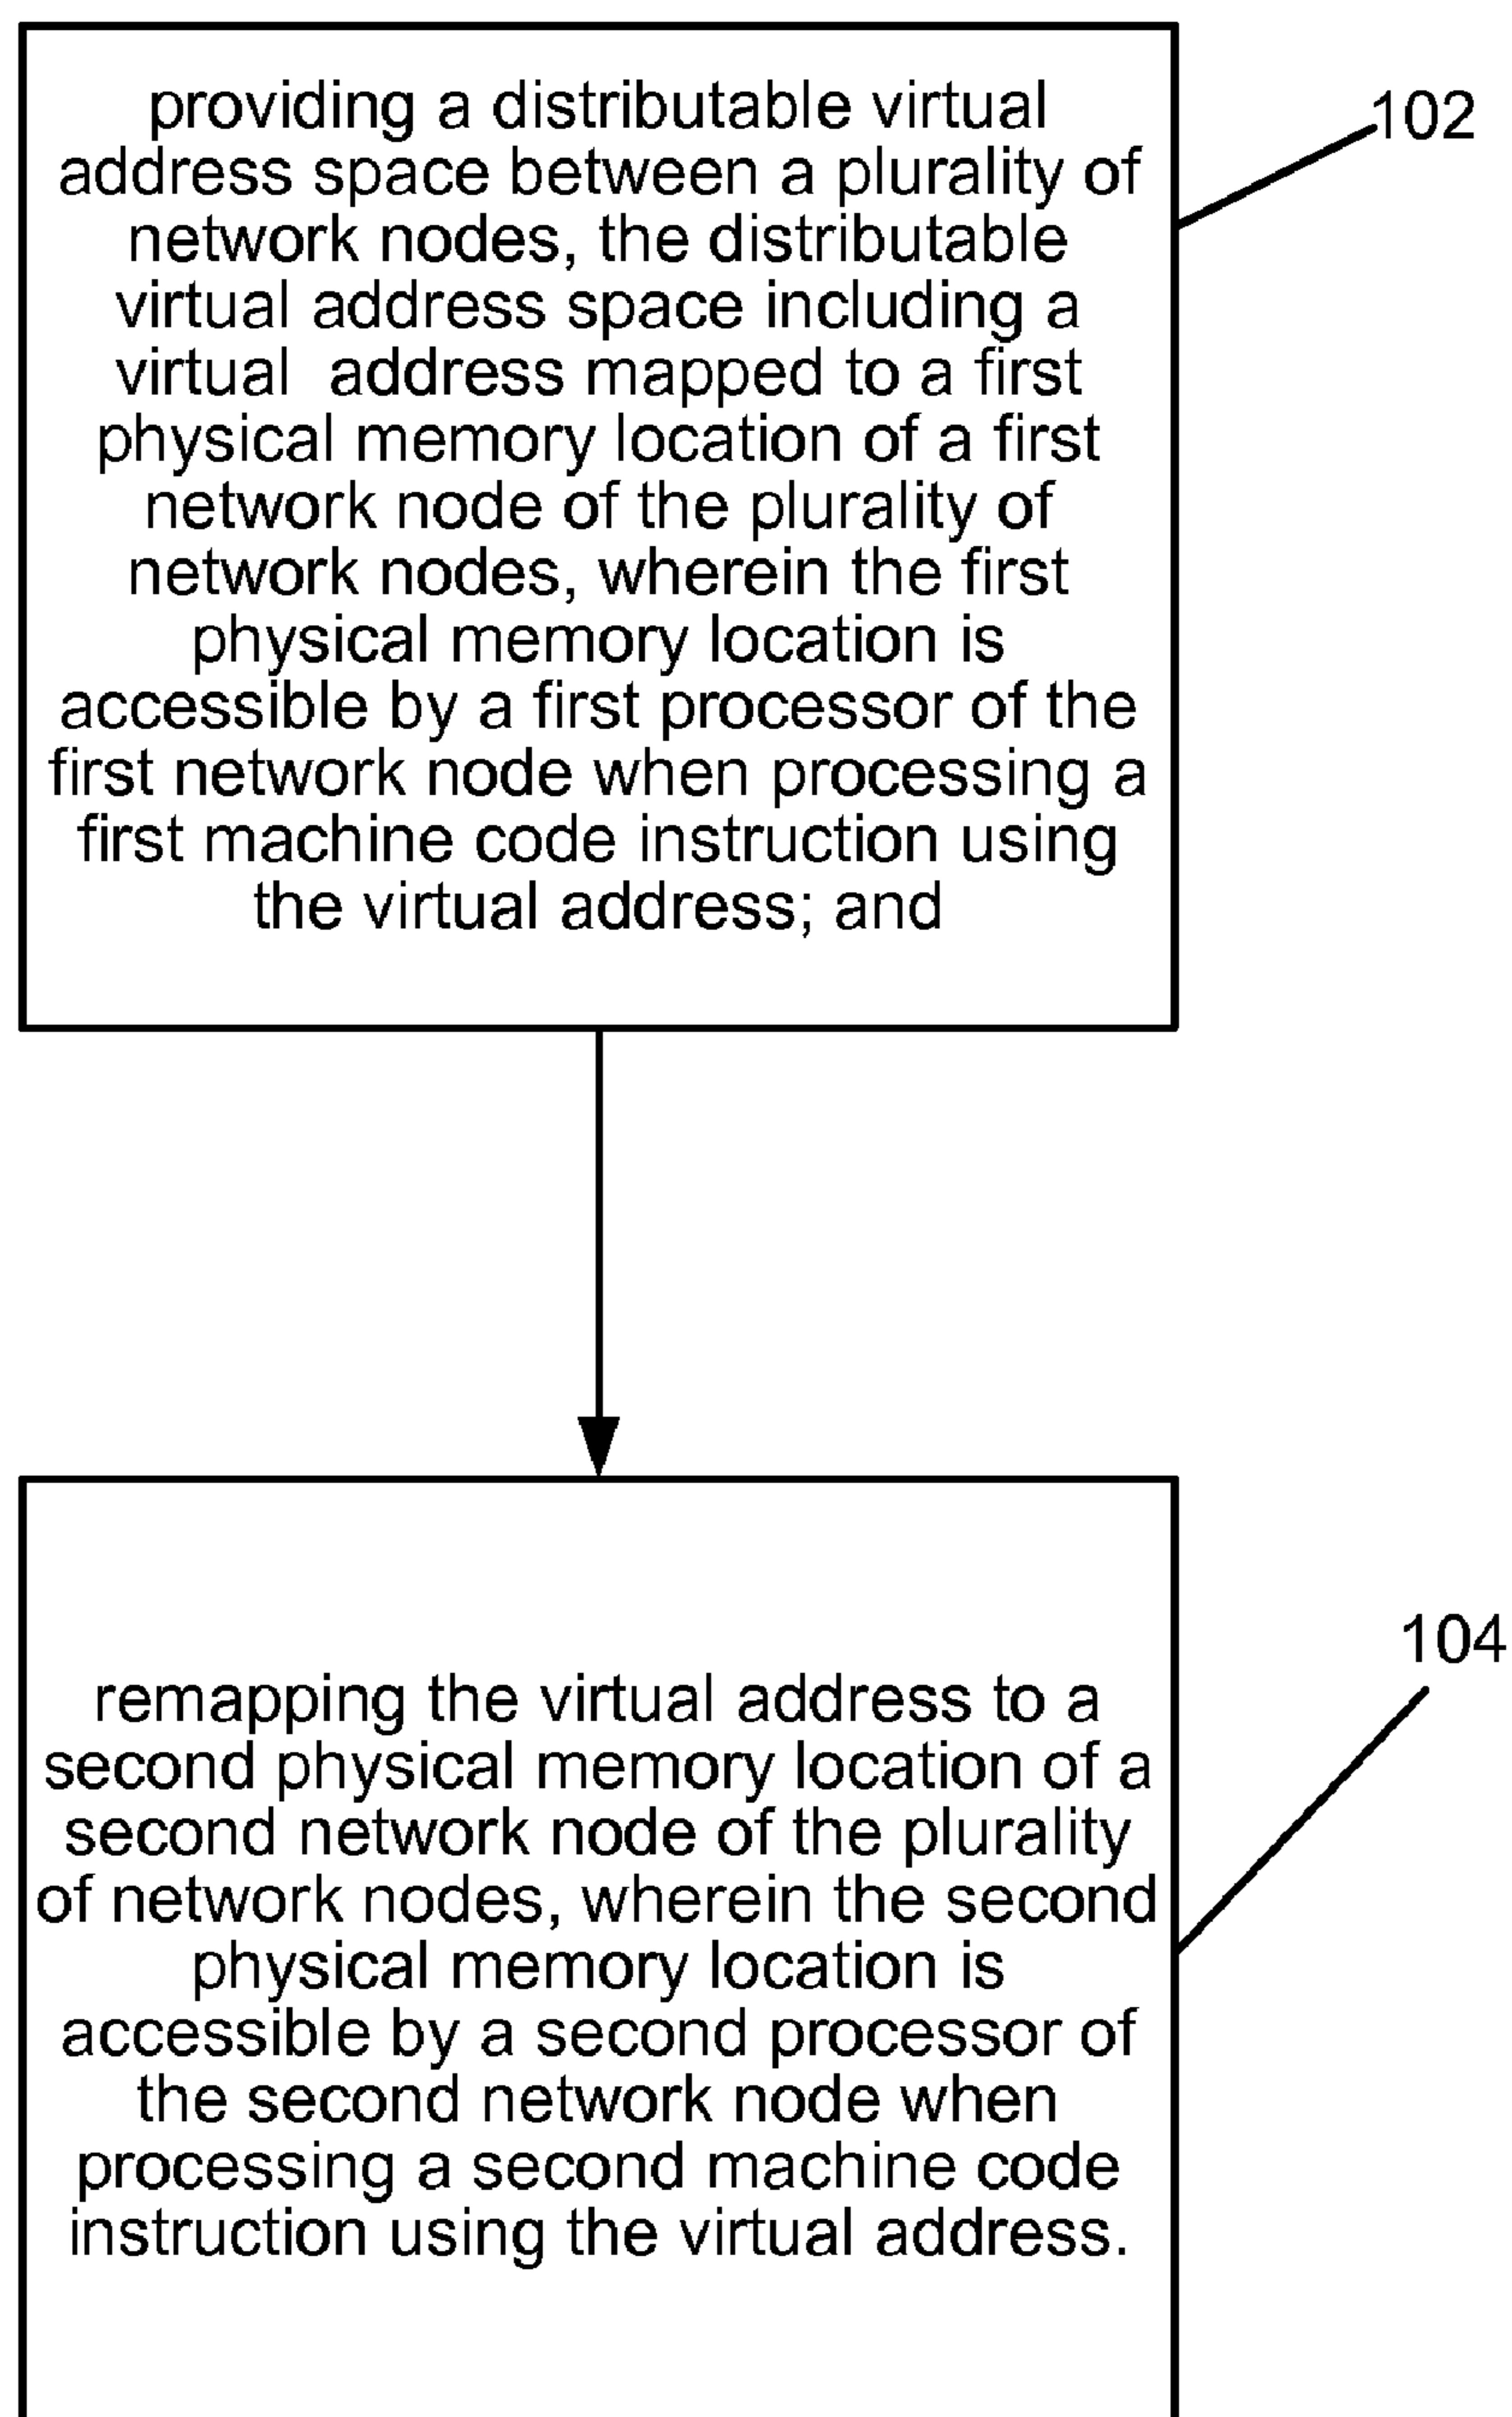 providing a distributable virtual
address space between a plurality of
network nodes, the distributable
virtual address space including a
virtual  address mapped to a first
physical memory location of a first
network node of the plurality of
network nodes, wherein the first
physical memory location is
accessible by a first processor of the
first network node when processing a
first machine code instruction using
the virtual address; and
102
remapping the virtual address to a
second physical memory location of a
second network node of the plurality
of network nodes, wherein the second
physical memory location is
accessible by a second processor of
the second network node when
processing a second machine code
instruction using the virtual address.
104